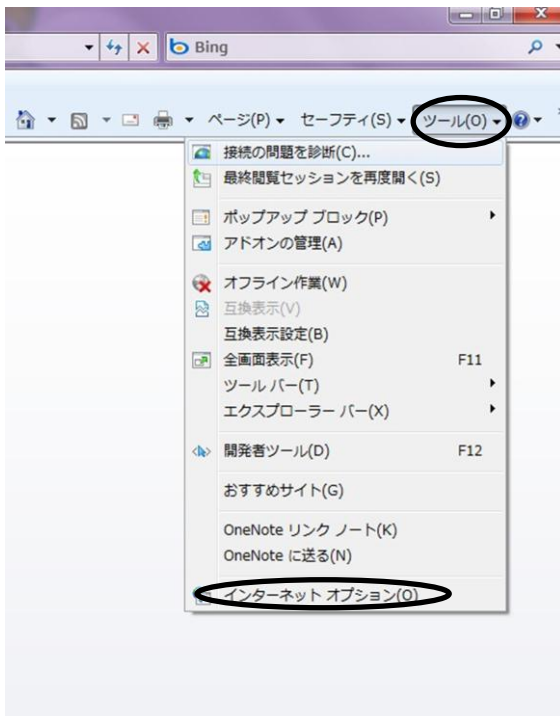 Bing
ページ(P) セーフティ(S) ツール(O)
接続の問題を診断(C)...
最終閲覧セッションを再度開く(S)
ポップアップ ブロック(P)
アドオンの管理(A)
オフライン作業(W)
互換表示(V)
互換表示設定(B)
全画面表示(F) F11
ツール バー(T)
エクスプローラー バー(X)
開発者ツール(D) F12
おすすめサイト(G)
OneNote リンク ノート(K)
OneNote に送る(N)
インターネット オプション(O)